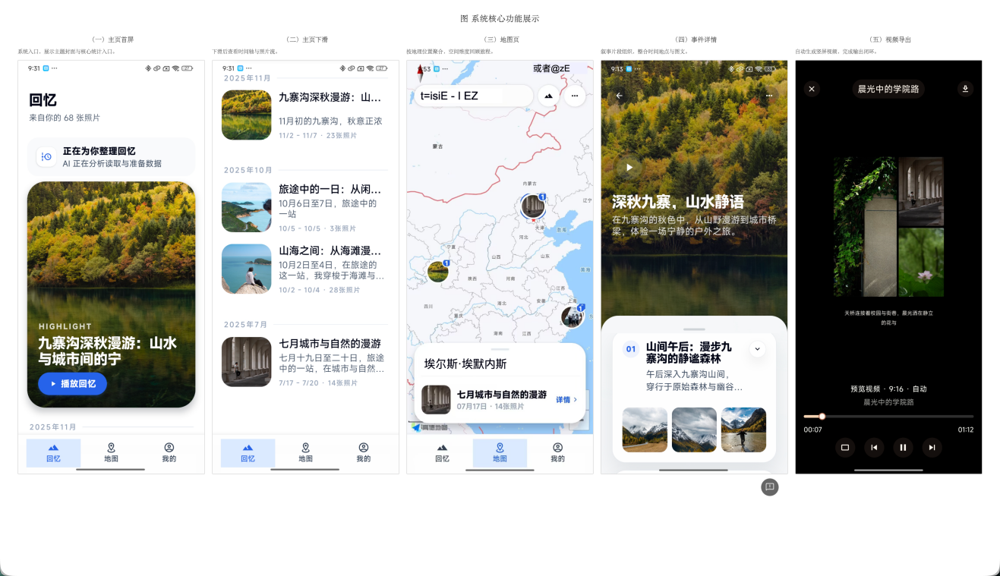 图 系统核心功能展示
（一）主页首屏
系统入口，展示主题封面与核心统计入口。
9:31
回忆
来自你的 68 张照片
正在为你整理回忆
AI 正在分析读取与准备数据
HIGHLIGHT
九寨沟深秋漫游：山水
与城市间的宁
播放回忆
2025年11月
回忆
地图
我的
（二）主页下滑
下滑后查看时间轴与照片流。
9:31
2025年11月
九寨沟深秋漫游：山…
11月初的九寨沟，秋意正浓
11/2 - 11/7 · 23张照片
2025年10月
旅途中的一日：从闲…
10月6日至7日，旅途中的
一站
10/5 - 10/5 · 3张照片
山海之间：从海滩漫…
10月2日至4日，在旅途的
这一站，我穿梭于海滩与…
10/2 - 10/4 · 28张照片
2025年7月
七月城市与自然的漫游
七月十九日至二十日，旅途
中的一站，在城市与自然…
7/17 - 7/20 · 14张照片
回忆
地图
我的
（三）地图页
按地理位置聚合，空间维度回顾旅程。
:53
或者@zE
t=isiE - I EZ
蒙古
内蒙古
辽宁
1
天津
渤海
河北
宁夏
1
山西
山东
黄海
陕西
河南
江苏
四川
湖北
安徽
上海
1
重庆
湖南
江西
埃尔斯·埃默内斯
七月城市与自然的漫游
07月17日 · 14张照片
详情
高德地图
回忆
地图
我的
（四）事件详情
叙事片段组织，整合时间地点与图文。
9:13
深秋九寨，山水静语
在九寨沟的秋色中，从山野漫游到城市桥
梁，体验一场宁静的户外之旅。
01
山间午后：漫步九
寨沟的静谧森林
午后深入九寨沟山间，
穿行于原始森林与幽谷…
（五）视频导出
自动生成竖屏视频，完成输出闭环。
晨光中的学院路
天桥连接着校园与街巷，晨光洒在静立
的花与
预览视频 · 9:16 · 自动
晨光中的学院路
00:07
01:12